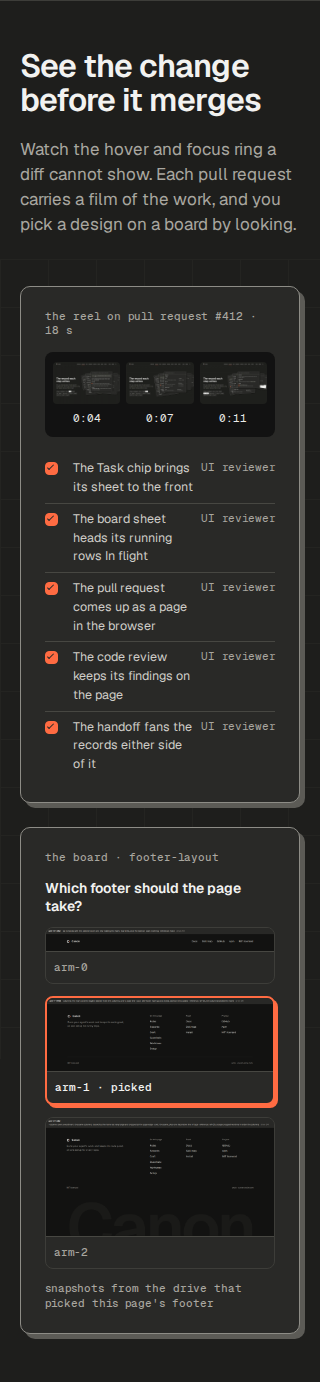 See the change
before it merges
Watch the hover and focus ring a
diff cannot show. Each pull request
carries a film of the work, and you
pick a design on a board by looking.
the reel on pull request #412 ·
18 s
0:04 0:07 0:11
The Task chip brings UI reviewer
its sheet to the front
The board sheet UI reviewer
heads its running
rows In flight
The pull request UI reviewer
comes up as a page
in the browser
The code review UI reviewer
keeps its findings on
the page
The handoff fans the UI reviewer
records either side
of it
the board · footer-layout
Which footer should the page
take?
arm-0
arm-1 · picked
Canon
arm-2
snapshots from the drive that
picked this page's footer